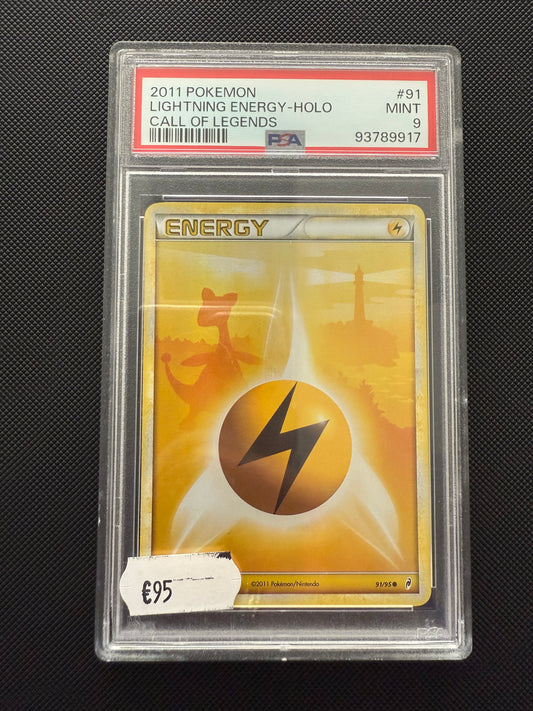 2011 POKEMON #91
LIGHTNING ENERGY-HOLO MINT
CALL OF LEGENDS 9
PSA 93789917
ENERGY
©2011 Pokémon/Nintendo 91/95
€95